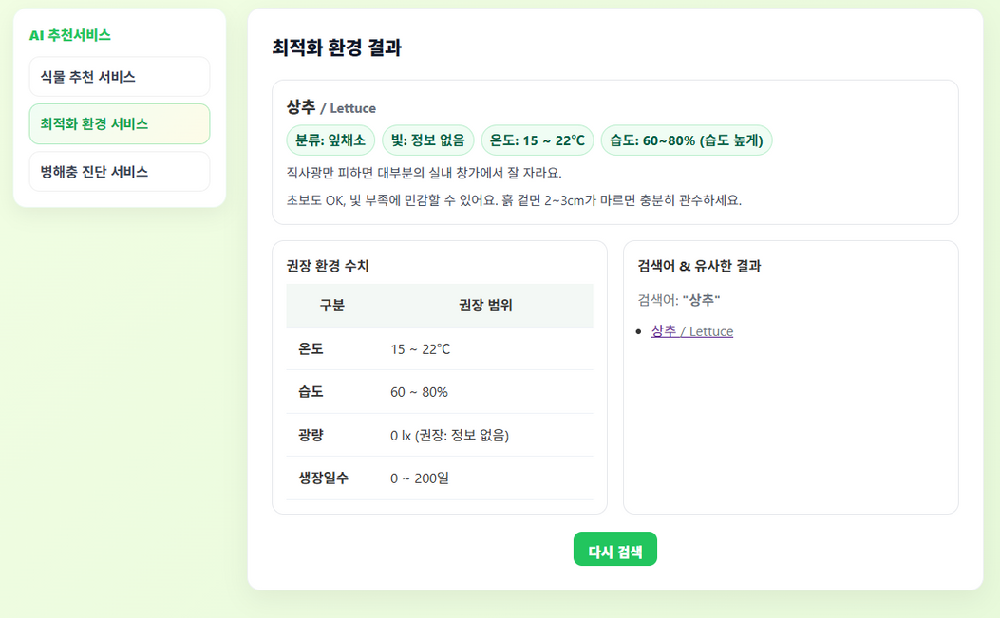 AI 추천서비스
식물 추천 서비스
최적화 환경 서비스
병해충 진단 서비스
최적화 환경 결과
상추 / Lettuce
분류: 잎채소 빛: 정보 없음 온도: 15 ~ 22℃ 습도: 60~80% (습도 높게)
직사광만 피하면 대부분의 실내 창가에서 잘 자라요.
초보도 OK, 빛 부족에 민감할 수 있어요. 흙 겉면 2~3cm가 마르면 충분히 관수하세요.
권장 환경 수치
구분 권장 범위
온도 15 ~ 22℃
습도 60 ~ 80%
광량 0 lx (권장: 정보 없음)
생장일수 0 ~ 200일
검색어 & 유사한 결과
검색어: "상추"
상추 / Lettuce
다시 검색